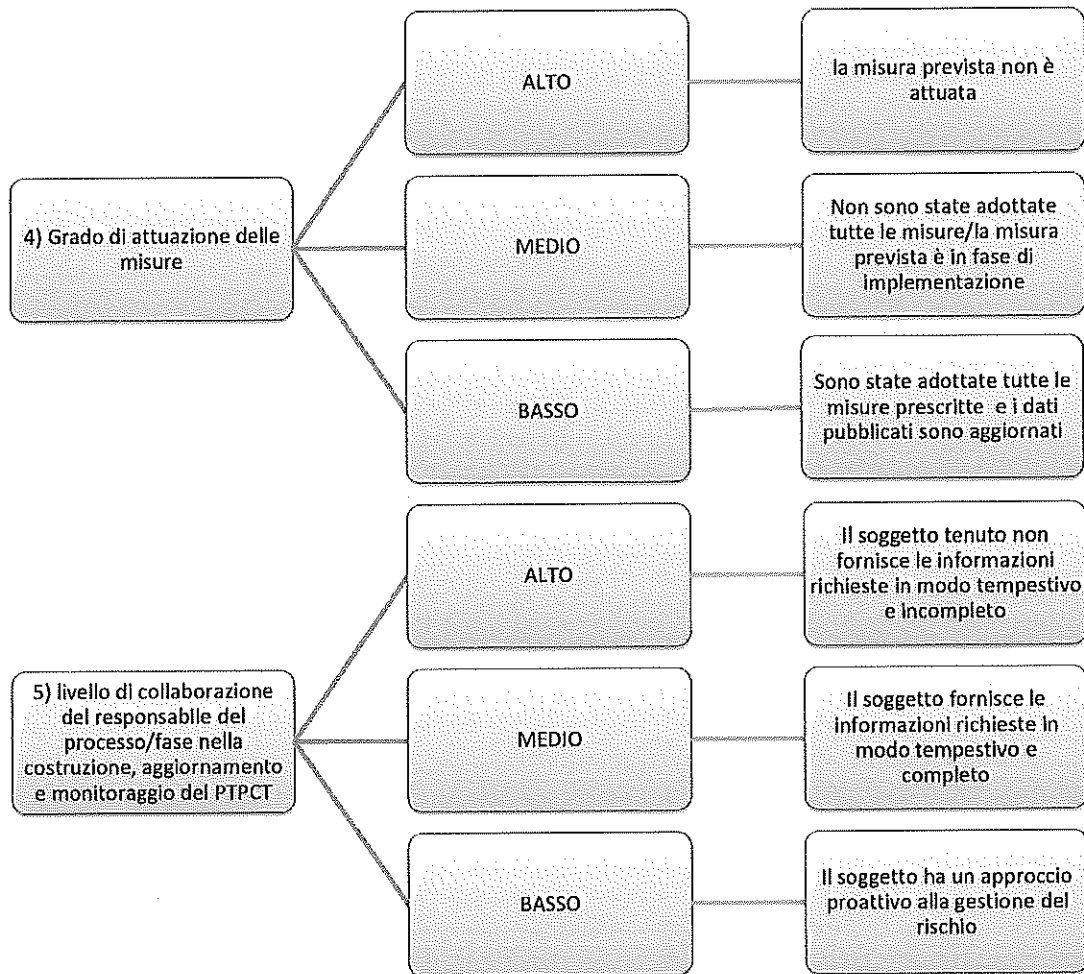 4) Grado di attuazione delle
misure
ALTO
la misura prevista non è
attuata
MEDIO
Non sono state adottate
tutte le misure/la misura
prevista è in fase di
implementazione
BASSO
Sono state adottate tutte le
misure prescritte e i dati
pubblicati sono aggiornati
5) livello di collaborazione
del responsabile del
processo/fase nella
costruzione, aggiornamento
e monitoraggio del PTPCT
ALTO
Il soggetto tenuto non
fornisce le informazioni
richieste in modo tempestivo
e incompleto
MEDIO
Il soggetto fornisce le
informazioni richieste in
modo tempestivo e
completo
BASSO
Il soggetto ha un approccio
proattivo alla gestione del
rischio